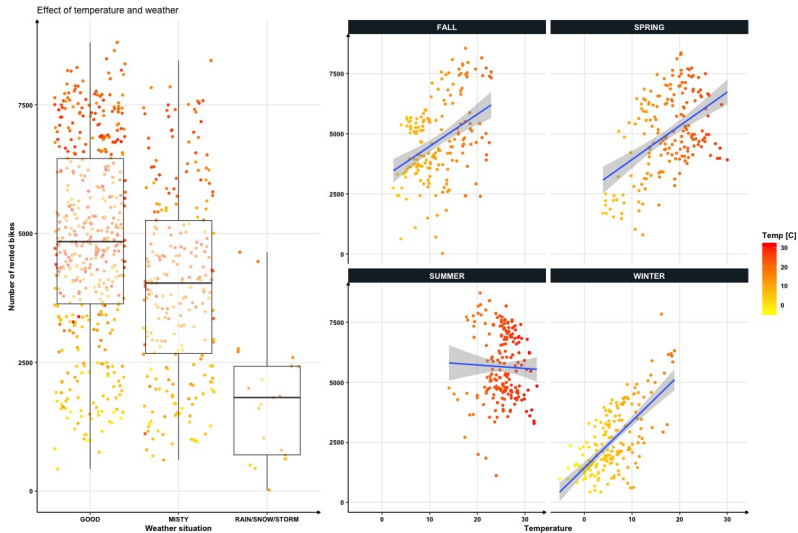 Effect of temperature and weather
Number of rented bikes
7500
5000
2500
0
GOOD MISTY RAIN/SNOW/STORM
Weather situation
FALL SPRING
7500
5000
2500
0
SUMMER WINTER
7500
5000
2500
0
0 10 20 30 0 10 20 30
Temperature
Temp [C]
30
20
10
0